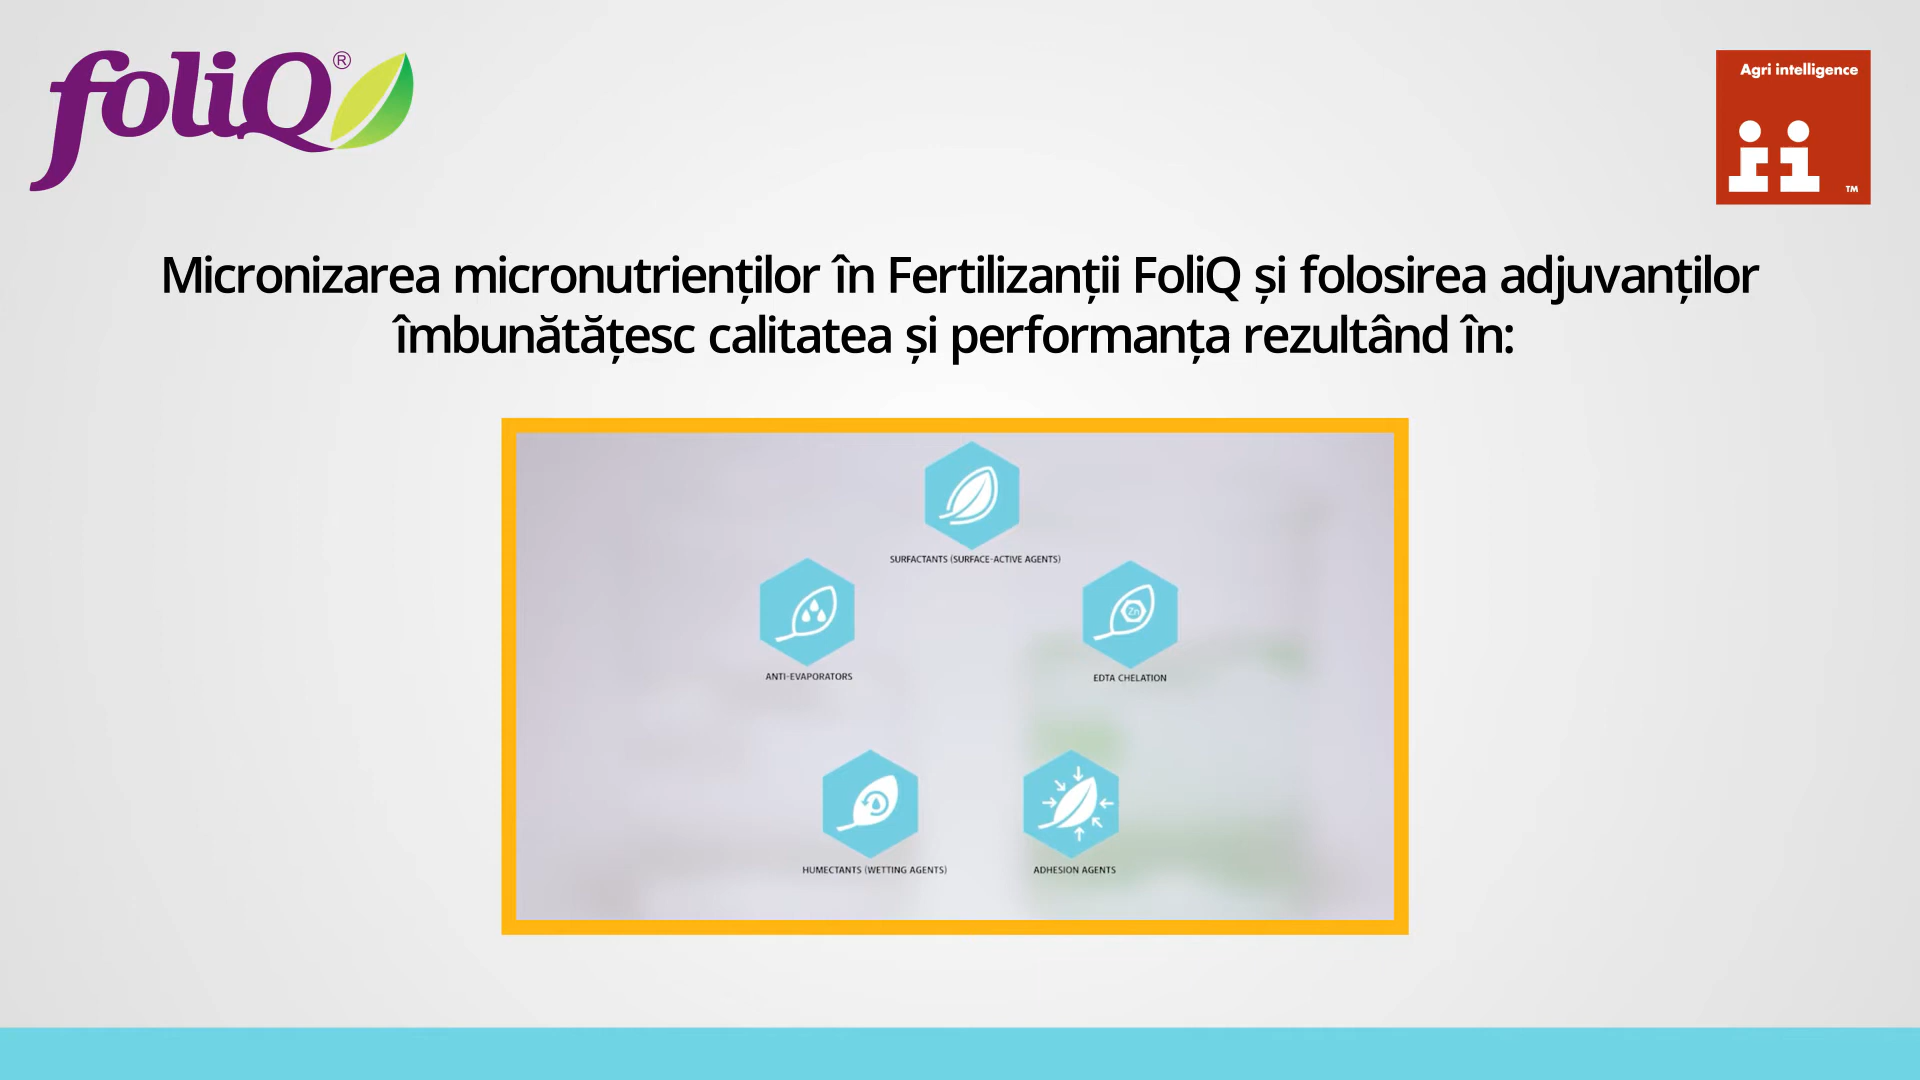 foliQ®
Agri intelligence
TM
Micronizarea micronutrienților în Fertilizanții FoliQ și folosirea adjuvanților
îmbunătățesc calitatea și performanța rezultând în:
SURFACTANTS (SURFACE-ACTIVE AGENTS)
ANTI-EVAPORATORS
Zn
EDTA CHELATION
HUMECTANTS (WETTING AGENTS)
ADHESION AGENTS